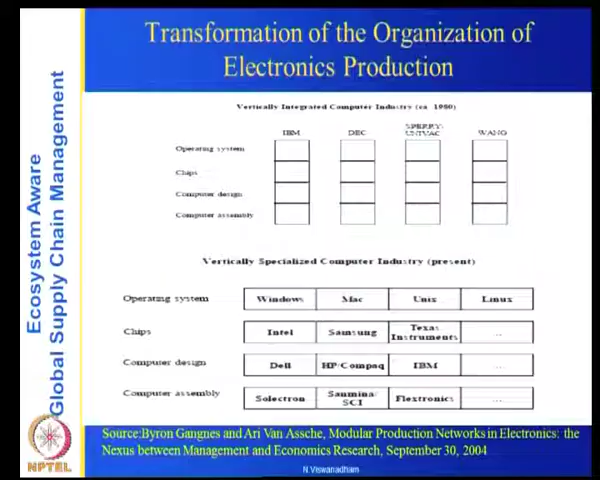 Transformation of the Organization of
Electronics Production
Ecosystem Aware
Global Supply Chain Management
Vertically Integrated Computer Industry (ca 1980)
IBM DEC SPERRY- UNIVAC WANG
Operating system
Chips
Computer design
Computer assembly
Vertically Specialized Computer Industry (present)
Operating system Windows Mac Unix Linux
Chips Intel Samsung Texas Instruments ...
Computer design Dell HP-Compaq IBM ...
Computer assembly Solectron Sanmina- SCI Flextronics ...
Source:Byron Gangnes and Ari Van Assche, Modular Production Networks in Electronics: the
Nexus between Management and Economics Research, September 30, 2004
NPTEL
N.Viswanadham